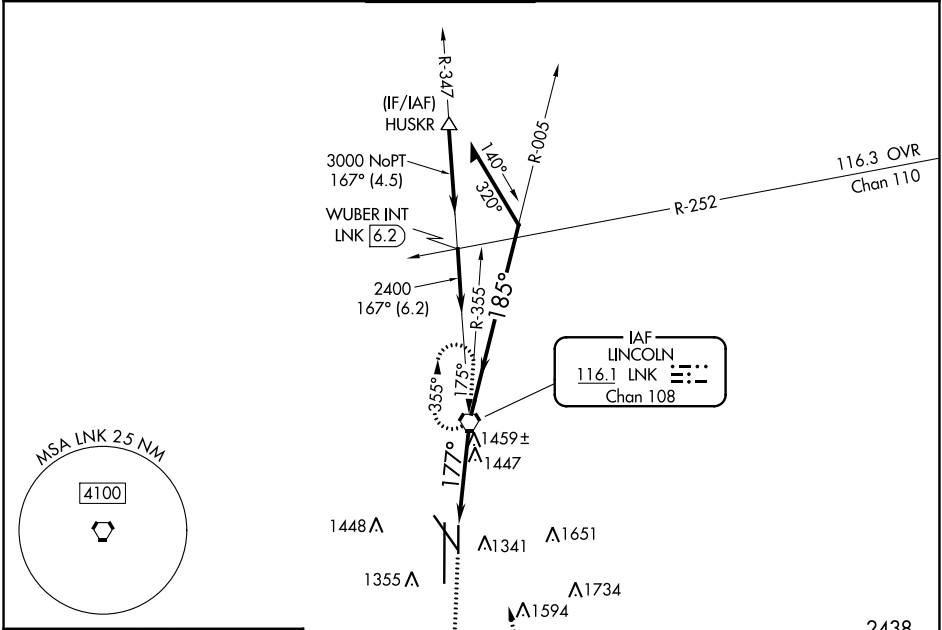 R-347
(IF/IAF)
HUSKR
R-005
3000 NoPT
167° (4.5)
140°
320°
116.3 OVR
Chan 110
R-252
WUBER INT
LNK 6.2
2400
167° (6.2)
R-355
185°
IAF
LINCOLN
116.1 LNK
Chan 108
355°
175°
1459±
1447
177°
MSA LNK 25 NM
4100
1448
1341
1651
1355
1734
1594
2438